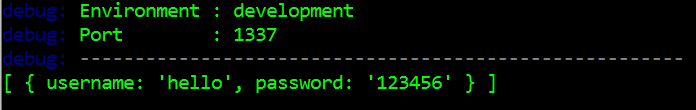 debug: Environment : development
debug: Port        : 1337
debug: -------------------------------------------------------
[ { username: 'hello', password: '123456' } ]